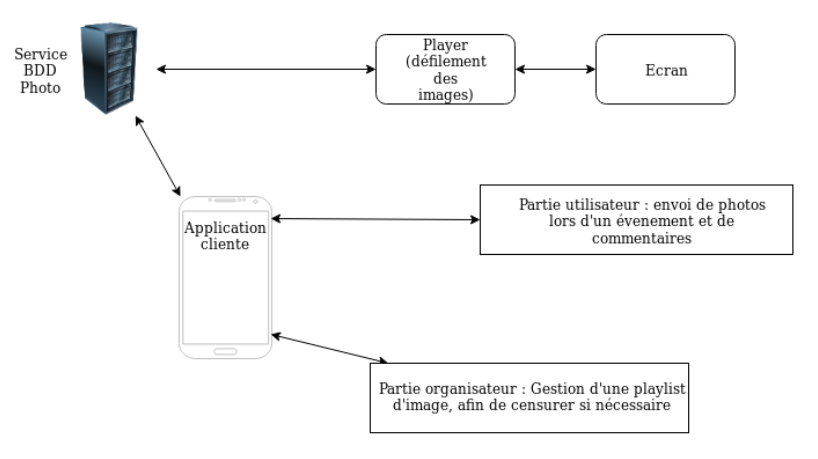 Service
BDD
Photo
Player
(défilement
des
images)
Ecran
Application
cliente
Partie utilisateur : envoi de photos
lors d'un évenement et de
commentaires
Partie organisateur : Gestion d'une playlist
d'image, afin de censurer si nécessaire